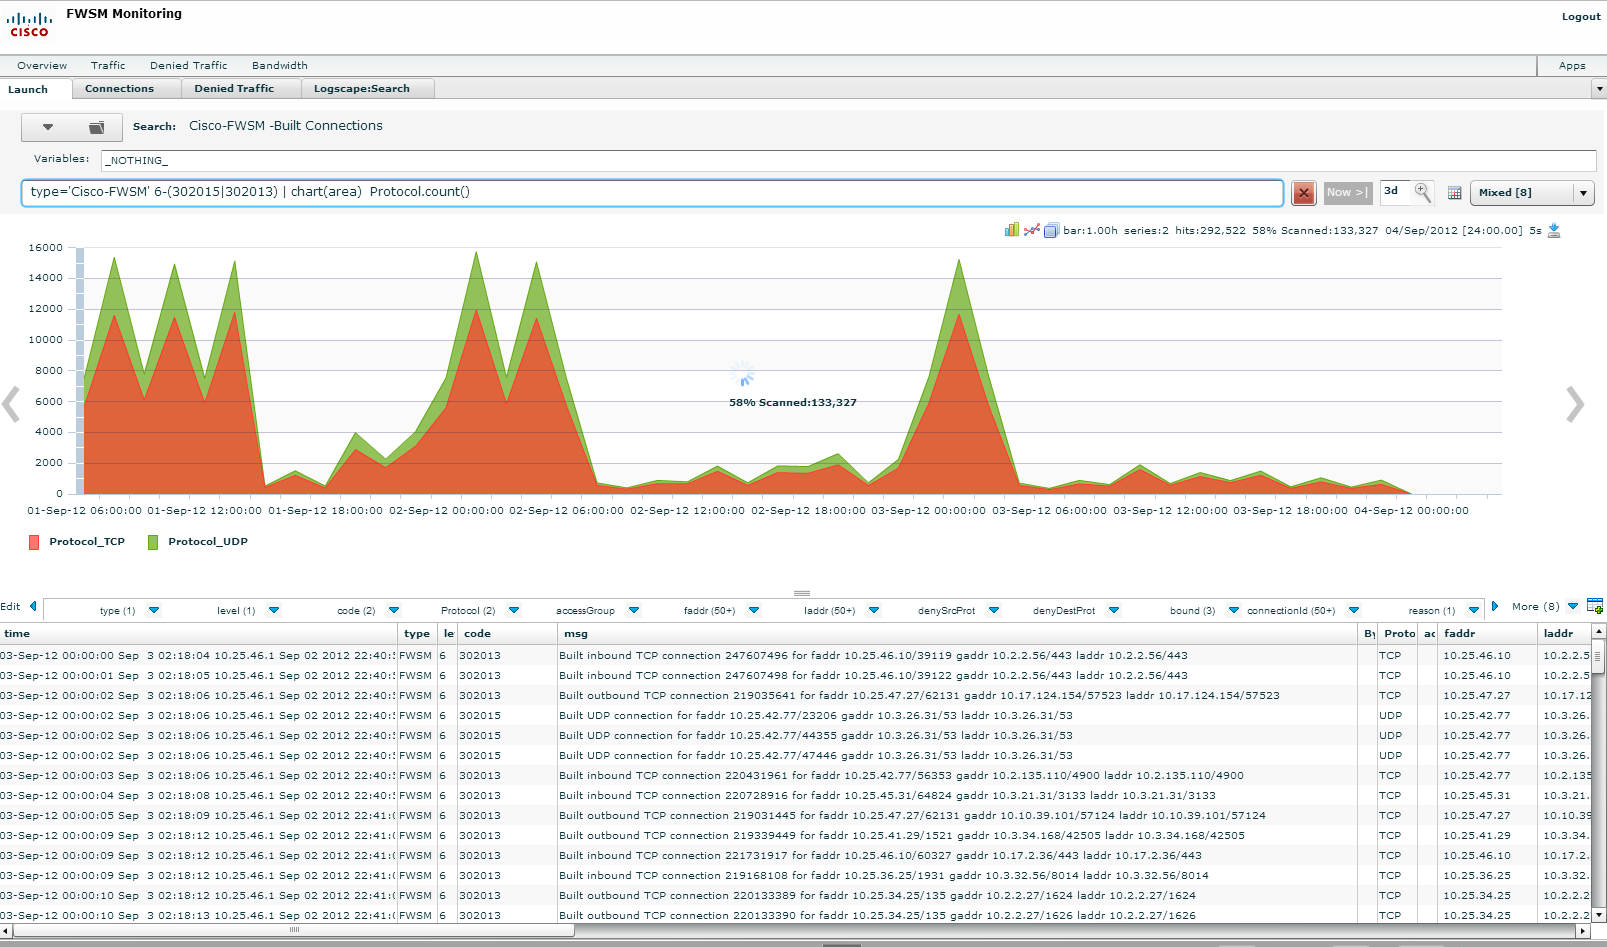 FWSM Monitoring
CISCO
Logout
Overview Traffic Denied Traffic Bandwidth Apps
Launch Connections Denied Traffic Logscape:Search
Search: Cisco-FWSM -Built Connections
Variables: _NOTHING_
type='Cisco-FWSM' 6-(302015|302013) | chart(area)  Protocol.count()
Now >| 3d Mixed [8]
bar:1.00h series:2 hits:292,522 58% Scanned:133,327 04/Sep/2012 [24:00.00] 5s
16000
14000
12000
10000
8000
6000
4000
2000
0
58% Scanned:133,327
01-Sep-12 06:00:00 01-Sep-12 12:00:00 01-Sep-12 18:00:00 02-Sep-12 00:00:00 02-Sep-12 06:00:00 02-Sep-12 12:00:00 02-Sep-12 18:00:00 03-Sep-12 00:00:00 03-Sep-12 06:00:00 03-Sep-12 12:00:00 03-Sep-12 18:00:00 04-Sep-12 00:00:00
Protocol_TCP Protocol_UDP
Edit type (1) level (1) code (2) Protocol (2) accessGroup faddr (50+) laddr (50+) denySrcProt denyDestProt bound (3) connectionId (50+) reason (1) More (8)
time type le code msg By Proto ac faddr laddr
03-Sep-12 00:00:00 Sep 3 02:18:04 10.25.46.1 Sep 02 2012 22:40: FWSM 6 302013 Built inbound TCP connection 247607496 for faddr 10.25.46.10/39119 gaddr 10.2.2.56/443 laddr 10.2.2.56/443 TCP 10.25.46.10 10.2.2.5
03-Sep-12 00:00:01 Sep 3 02:18:05 10.25.46.1 Sep 02 2012 22:40: FWSM 6 302013 Built inbound TCP connection 247607498 for faddr 10.25.46.10/39122 gaddr 10.2.2.56/443 laddr 10.2.2.56/443 TCP 10.25.46.10 10.2.2.5
03-Sep-12 00:00:02 Sep 3 02:18:06 10.25.46.1 Sep 02 2012 22:40: FWSM 6 302013 Built outbound TCP connection 219035641 for faddr 10.25.47.27/62131 gaddr 10.17.124.154/57523 laddr 10.17.124.154/57523 TCP 10.25.47.27 10.17.12
03-Sep-12 00:00:02 Sep 3 02:18:06 10.25.46.1 Sep 02 2012 22:40: FWSM 6 302015 Built UDP connection for faddr 10.25.42.77/23206 gaddr 10.3.26.31/53 laddr 10.3.26.31/53 UDP 10.25.42.77 10.3.26.
03-Sep-12 00:00:02 Sep 3 02:18:06 10.25.46.1 Sep 02 2012 22:40: FWSM 6 302015 Built UDP connection for faddr 10.25.42.77/44355 gaddr 10.3.26.31/53 laddr 10.3.26.31/53 UDP 10.25.42.77 10.3.26.
03-Sep-12 00:00:02 Sep 3 02:18:06 10.25.46.1 Sep 02 2012 22:40: FWSM 6 302015 Built UDP connection for faddr 10.25.42.77/47446 gaddr 10.3.26.31/53 laddr 10.3.26.31/53 UDP 10.25.42.77 10.3.26.
03-Sep-12 00:00:03 Sep 3 02:18:06 10.25.46.1 Sep 02 2012 22:40: FWSM 6 302013 Built inbound TCP connection 220431961 for faddr 10.25.42.77/56353 gaddr 10.2.135.110/4900 laddr 10.2.135.110/4900 TCP 10.25.42.77 10.2.135
03-Sep-12 00:00:04 Sep 3 02:18:08 10.25.46.1 Sep 02 2012 22:40: FWSM 6 302013 Built inbound TCP connection 220728916 for faddr 10.25.45.31/64824 gaddr 10.3.21.31/3133 laddr 10.3.21.31/3133 TCP 10.25.45.31 10.3.21.
03-Sep-12 00:00:05 Sep 3 02:18:09 10.25.46.1 Sep 02 2012 22:41: FWSM 6 302013 Built outbound TCP connection 219031445 for faddr 10.25.47.27/62131 gaddr 10.10.39.101/57124 laddr 10.10.39.101/57124 TCP 10.25.47.27 10.10.39
03-Sep-12 00:00:09 Sep 3 02:18:12 10.25.46.1 Sep 02 2012 22:41: FWSM 6 302013 Built outbound TCP connection 219339449 for faddr 10.25.41.29/1521 gaddr 10.3.34.168/42505 laddr 10.3.34.168/42505 TCP 10.25.41.29 10.3.34.
03-Sep-12 00:00:09 Sep 3 02:18:12 10.25.46.1 Sep 02 2012 22:41: FWSM 6 302013 Built inbound TCP connection 221731917 for faddr 10.25.46.10/60327 gaddr 10.17.2.36/443 laddr 10.17.2.36/443 TCP 10.25.46.10 10.17.2.
03-Sep-12 00:00:09 Sep 3 02:18:12 10.25.46.1 Sep 02 2012 22:41: FWSM 6 302013 Built inbound TCP connection 219168108 for faddr 10.25.36.25/1931 gaddr 10.3.32.56/8014 laddr 10.3.32.56/8014 TCP 10.25.36.25 10.3.32.
03-Sep-12 00:00:10 Sep 3 02:18:12 10.25.46.1 Sep 02 2012 22:41: FWSM 6 302013 Built outbound TCP connection 220133389 for faddr 10.25.34.25/135 gaddr 10.2.2.27/1624 laddr 10.2.2.27/1624 TCP 10.25.34.25 10.2.2.2
03-Sep-12 00:00:10 Sep 3 02:18:13 10.25.46.1 Sep 02 2012 22:41: FWSM 6 302013 Built outbound TCP connection 220133390 for faddr 10.25.34.25/135 gaddr 10.2.2.27/1626 laddr 10.2.2.27/1626 TCP 10.25.34.25 10.2.2.2